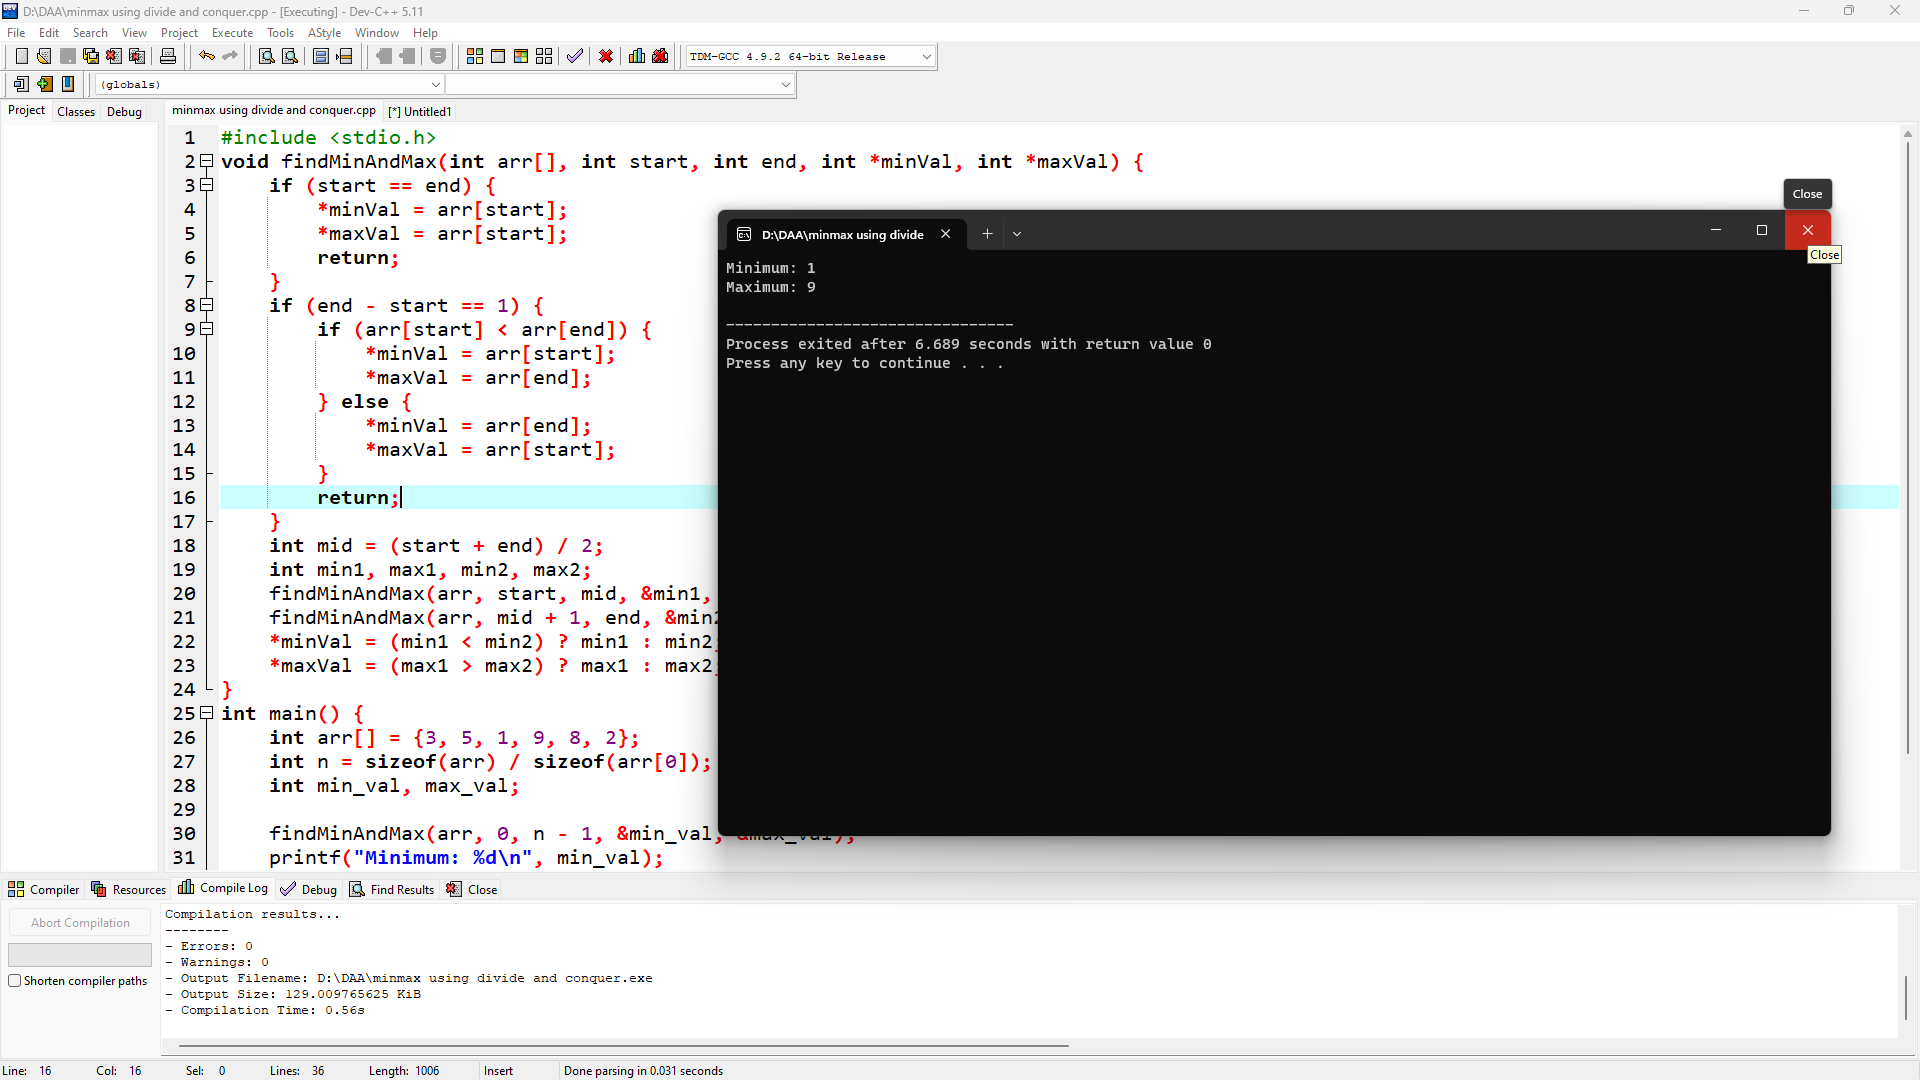 D:\DAA\minmax using divide and conquer.cpp - [Executing] - Dev-C++ 5.11
File Edit Search View Project Execute Tools AStyle Window Help
TDM-GCC 4.9.2 64-bit Release
(globals)
Project Classes Debug
minmax using divide and conquer.cpp [*] Untitled1
1 #include <stdio.h>
2 void findMinAndMax(int arr[], int start, int end, int *minVal, int *maxVal) {
3 if (start == end) {
4 *minVal = arr[start];
5 *maxVal = arr[start];
6 return;
7 }
8 if (end - start == 1) {
9 if (arr[start] < arr[end]) {
10 *minVal = arr[start];
11 *maxVal = arr[end];
12 } else {
13 *minVal = arr[end];
14 *maxVal = arr[start];
15 }
16 return;
17 }
18 int mid = (start + end) / 2;
19 int min1, max1, min2, max2;
20 findMinAndMax(arr, start, mid, &min1,
21 findMinAndMax(arr, mid + 1, end, &min2
22 *minVal = (min1 < min2) ? min1 : min2;
23 *maxVal = (max1 > max2) ? max1 : max2;
24 }
25 int main() {
26 int arr[] = {3, 5, 1, 9, 8, 2};
27 int n = sizeof(arr) / sizeof(arr[0]);
28 int min_val, max_val;
29
30 findMinAndMax(arr, 0, n - 1, &min_val, &max_val);
31 printf("Minimum: %d\n", min_val);
Close
D:\DAA\minmax using divide
Close
Minimum: 1
Maximum: 9
--------------------------------
Process exited after 6.689 seconds with return value 0
Press any key to continue . . .
Compiler Resources Compile Log Debug Find Results Close
Abort Compilation
Shorten compiler paths
Compilation results...
--------
- Errors: 0
- Warnings: 0
- Output Filename: D:\DAA\minmax using divide and conquer.exe
- Output Size: 129.009765625 KiB
- Compilation Time: 0.56s
Line: 16 Col: 16 Sel: 0 Lines: 36 Length: 1006 Insert Done parsing in 0.031 seconds